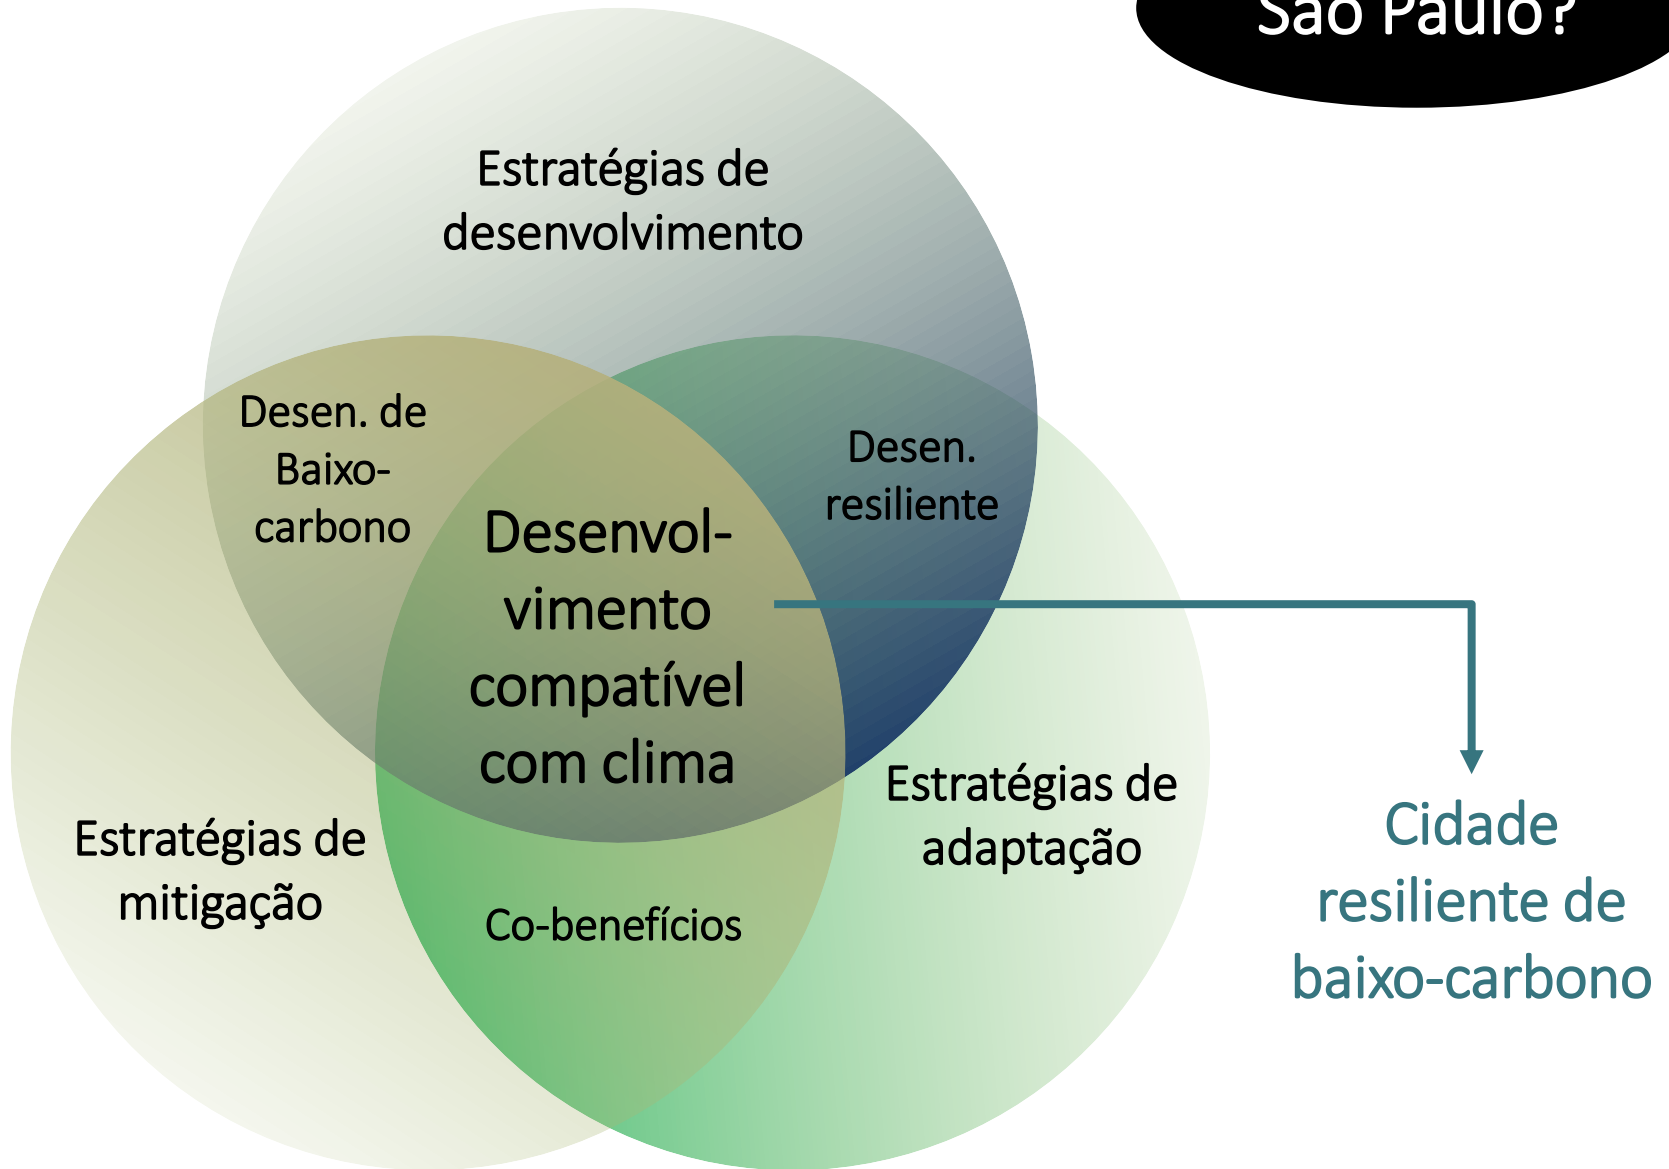 São Paulo?
Estratégias de
desenvolvimento
Desen. de
Baixo-
carbono
Desen.
resiliente
Desenvol-
vimento
compatível
com clima
Estratégias de
mitigação
Estratégias de
adaptação
Co-benefícios
Cidade
resiliente de
baixo-carbono